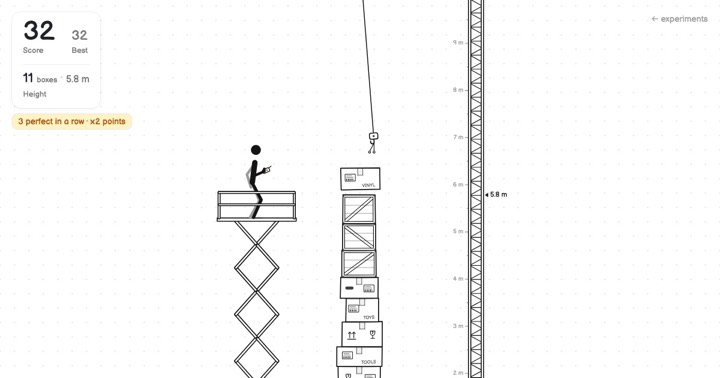 32
32
Score
Best
11 boxes · 5.8 m
Height
3 perfect in a row · x2 points
← experiments
9 m
8 m
7 m
6 m
5.8 m
5 m
4 m
3 m
2 m
VINYL
TOYS
TOOLS